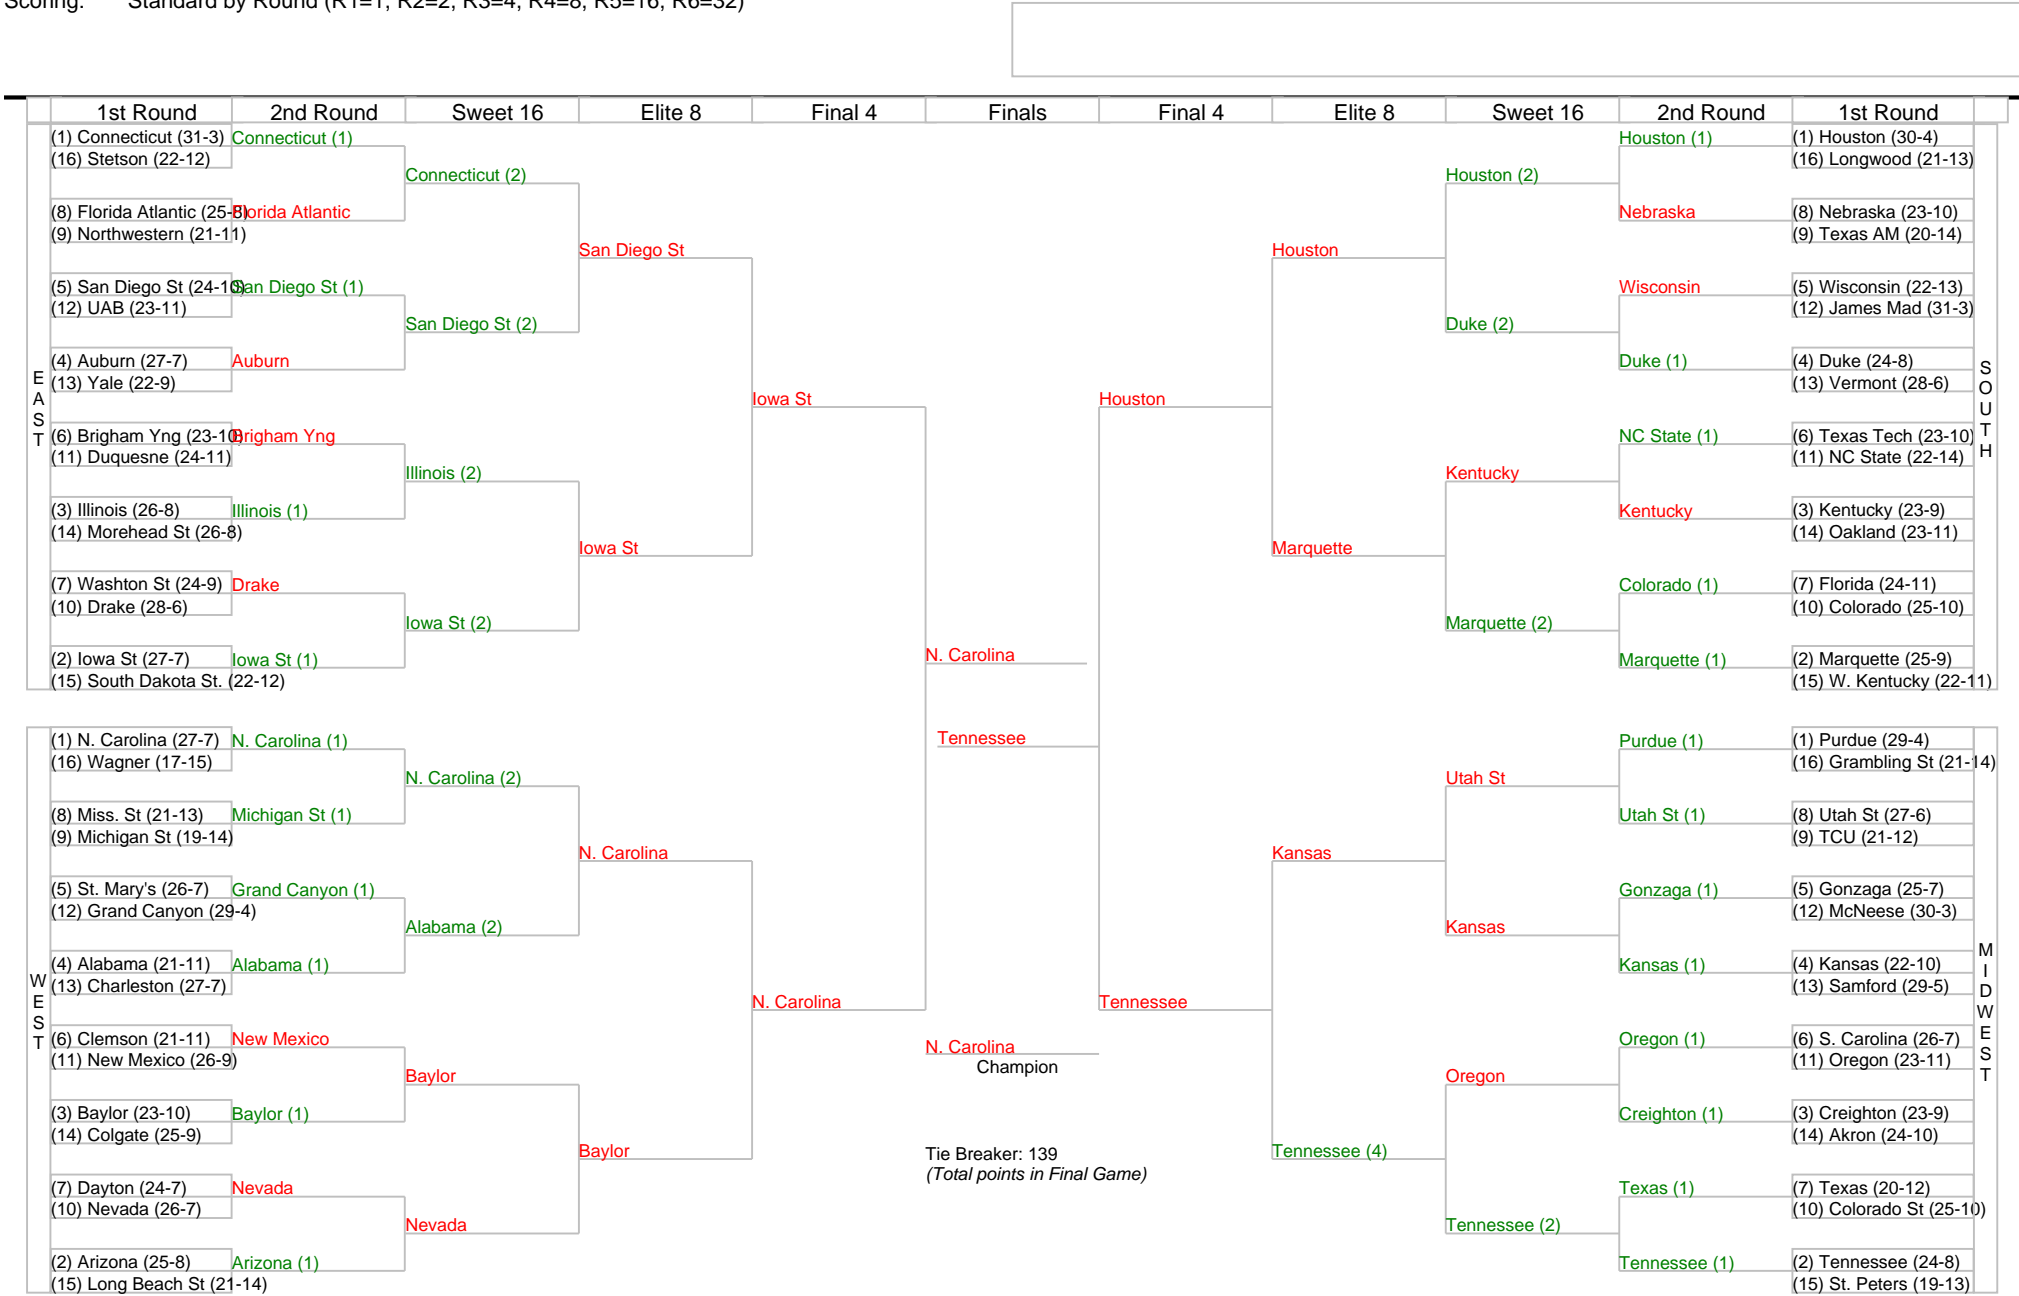 Scoring: Standard by Round (R1=1, R2=2, R3=4, R4=8, R5=16, R6=32)
1st Round 2nd Round Sweet 16 Elite 8 Final 4 Finals Final 4 Elite 8 Sweet 16 2nd Round 1st Round
EAST
(1) Connecticut (31-3) Connecticut (1)
(16) Stetson (22-12)
Connecticut (2)
(8) Florida Atlantic (25-8) Florida Atlantic
(9) Northwestern (21-11)
San Diego St
(5) San Diego St (24-10) San Diego St (1)
(12) UAB (23-11)
San Diego St (2)
(4) Auburn (27-7) Auburn
(13) Yale (22-9)
Iowa St
(6) Brigham Yng (23-10) Brigham Yng
(11) Duquesne (24-11)
Illinois (2)
(3) Illinois (26-8) Illinois (1)
(14) Morehead St (26-8)
Iowa St
(7) Washton St (24-9) Drake
(10) Drake (28-6)
Iowa St (2)
(2) Iowa St (27-7) Iowa St (1)
(15) South Dakota St. (22-12)
WEST
(1) N. Carolina (27-7) N. Carolina (1)
(16) Wagner (17-15)
N. Carolina (2)
(8) Miss. St (21-13) Michigan St (1)
(9) Michigan St (19-14)
N. Carolina
(5) St. Mary's (26-7) Grand Canyon (1)
(12) Grand Canyon (29-4)
Alabama (2)
(4) Alabama (21-11) Alabama (1)
(13) Charleston (27-7)
N. Carolina
(6) Clemson (21-11) New Mexico
(11) New Mexico (26-9)
Baylor
(3) Baylor (23-10) Baylor (1)
(14) Colgate (25-9)
Baylor
(7) Dayton (24-7) Nevada
(10) Nevada (26-7)
Nevada
(2) Arizona (25-8) Arizona (1)
(15) Long Beach St (21-14)
N. Carolina
Tennessee
N. Carolina
Champion
Tie Breaker: 139
(Total points in Final Game)
SOUTH
Houston (1) (1) Houston (30-4)
(16) Longwood (21-13)
Houston (2)
Nebraska (8) Nebraska (23-10)
(9) Texas AM (20-14)
Houston
Wisconsin (5) Wisconsin (22-13)
(12) James Mad (31-3)
Duke (2)
Duke (1) (4) Duke (24-8)
(13) Vermont (28-6)
Houston
NC State (1) (6) Texas Tech (23-10)
(11) NC State (22-14)
Kentucky
Kentucky (3) Kentucky (23-9)
(14) Oakland (23-11)
Marquette
Colorado (1) (7) Florida (24-11)
(10) Colorado (25-10)
Marquette (2)
Marquette (1) (2) Marquette (25-9)
(15) W. Kentucky (22-11)
MIDWEST
Purdue (1) (1) Purdue (29-4)
(16) Grambling St (21-14)
Utah St
Utah St (1) (8) Utah St (27-6)
(9) TCU (21-12)
Kansas
Gonzaga (1) (5) Gonzaga (25-7)
(12) McNeese (30-3)
Kansas
Kansas (1) (4) Kansas (22-10)
(13) Samford (29-5)
Tennessee
Oregon (1) (6) S. Carolina (26-7)
(11) Oregon (23-11)
Oregon
Creighton (1) (3) Creighton (23-9)
(14) Akron (24-10)
Tennessee (4)
Texas (1) (7) Texas (20-12)
(10) Colorado St (25-10)
Tennessee (2)
Tennessee (1) (2) Tennessee (24-8)
(15) St. Peters (19-13)